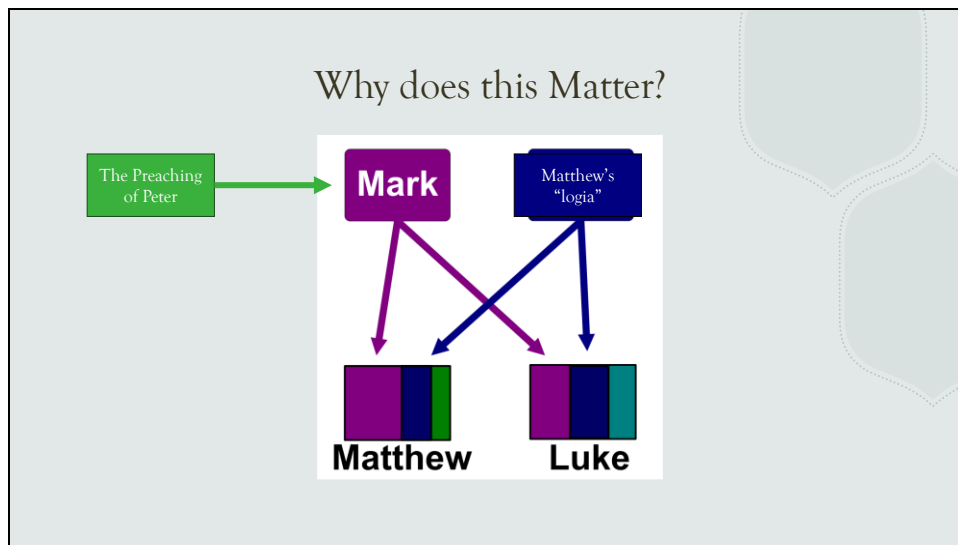 Why does this Matter?
The Preaching
of Peter
Mark
Matthew’s
“logia”
Matthew
Luke